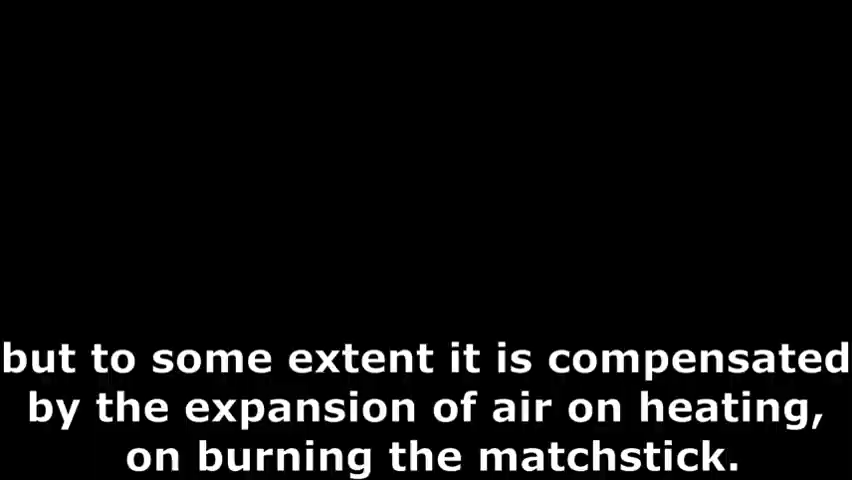 but to some extent it is compensated
by the expansion of air on heating,
on burning the matchstick.